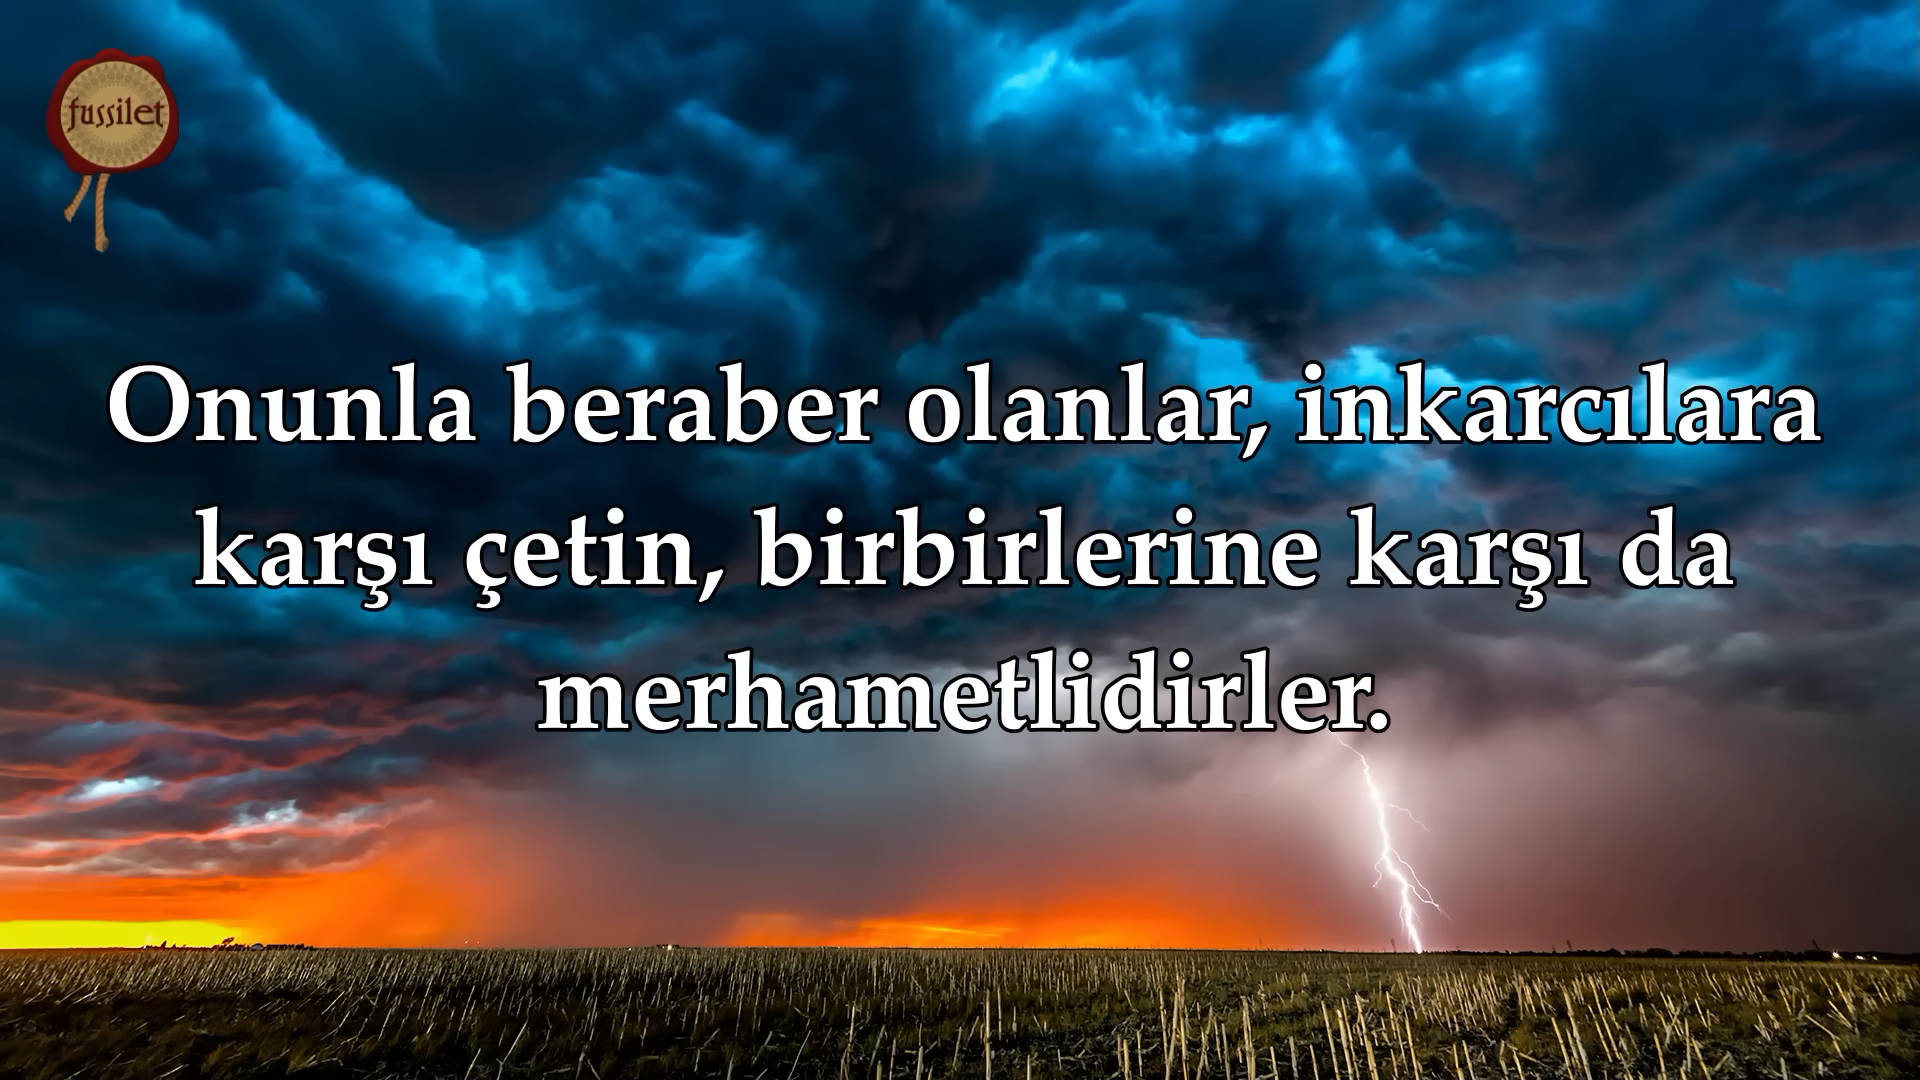 fussilet
Onunla beraber olanlar, inkarcılara
karşı çetin, birbirlerine karşı da
merhametlidirler.